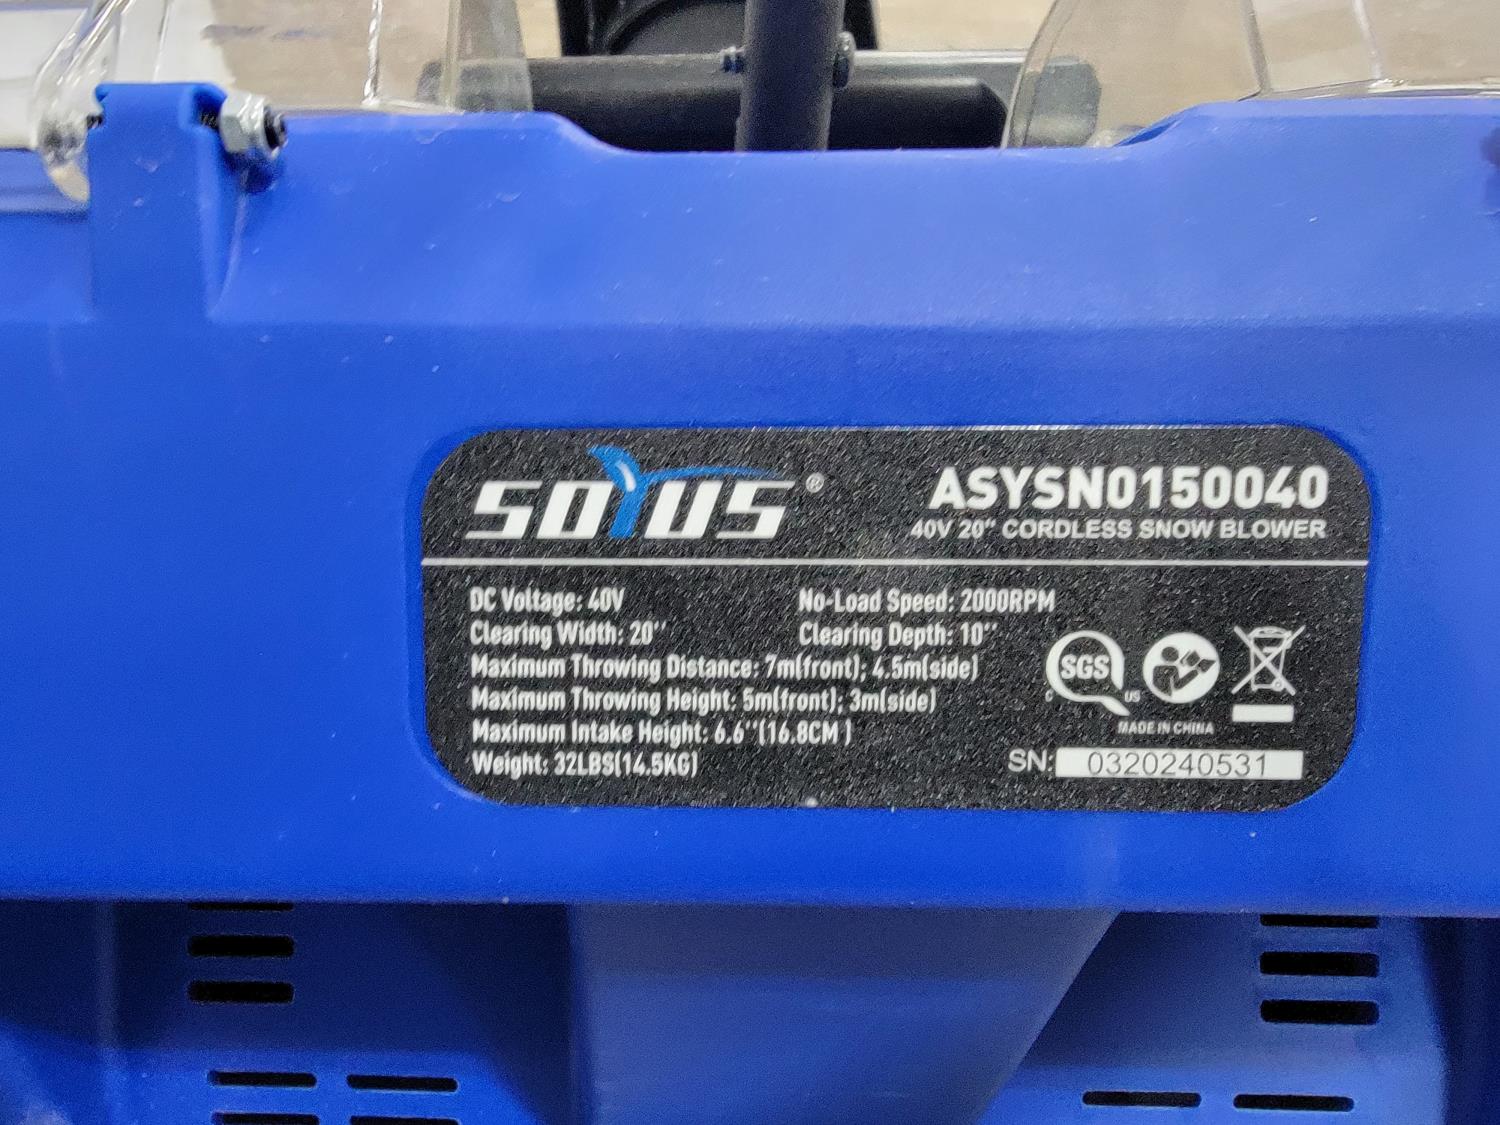 SOYUS®
ASYSN0150040
40V 20" CORDLESS SNOW BLOWER
DC Voltage: 40V
No-Load Speed: 2000RPM
Clearing Width: 20''
Clearing Depth: 10''
Maximum Throwing Distance: 7m(front); 4.5m(side)
Maximum Throwing Height: 5m(front); 3m(side)
Maximum Intake Height: 6.6''(16.8CM )
Weight: 32LBS(14.5KG)
SGS
C US
MADE IN CHINA
SN: 0320240531